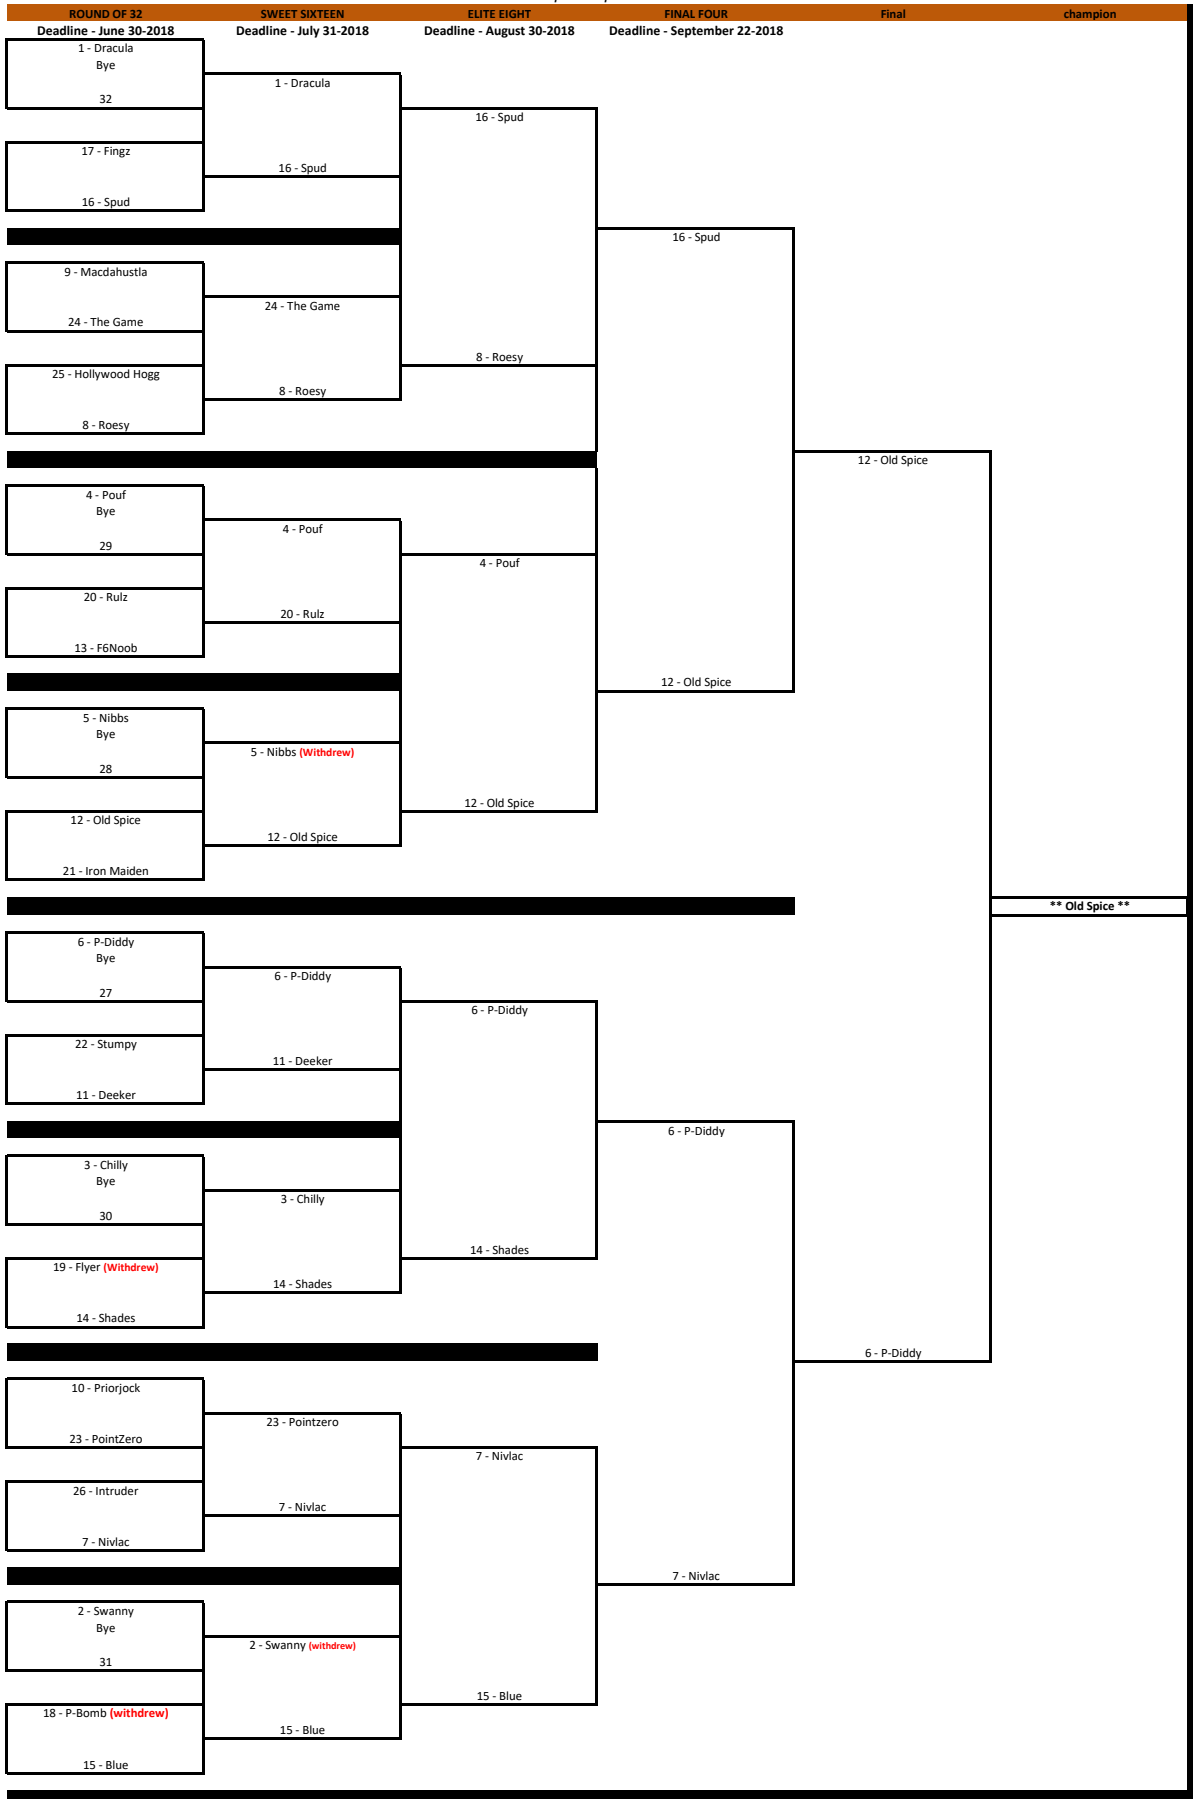 ROUND OF 32 SWEET SIXTEEN ELITE EIGHT FINAL FOUR Final champion
Deadline - June 30-2018 Deadline - July 31-2018 Deadline - August 30-2018 Deadline - September 22-2018
1 - Dracula
Bye
1 - Dracula
32
16 - Spud
17 - Fingz
16 - Spud
16 - Spud
16 - Spud
9 - Macdahustla
24 - The Game
24 - The Game
8 - Roesy
25 - Hollywood Hogg
8 - Roesy
8 - Roesy
12 - Old Spice
4 - Pouf
Bye
4 - Pouf
29
4 - Pouf
20 - Rulz
20 - Rulz
13 - F6Noob
12 - Old Spice
5 - Nibbs
Bye
5 - Nibbs (Withdrew)
28
12 - Old Spice
12 - Old Spice
12 - Old Spice
21 - Iron Maiden
** Old Spice **
6 - P-Diddy
Bye
6 - P-Diddy
27
6 - P-Diddy
22 - Stumpy
11 - Deeker
11 - Deeker
6 - P-Diddy
3 - Chilly
Bye
3 - Chilly
30
14 - Shades
19 - Flyer (Withdrew)
14 - Shades
14 - Shades
6 - P-Diddy
10 - Priorjock
23 - Pointzero
23 - PointZero
7 - Nivlac
26 - Intruder
7 - Nivlac
7 - Nivlac
7 - Nivlac
2 - Swanny
Bye
2 - Swanny (withdrew)
31
15 - Blue
18 - P-Bomb (withdrew)
15 - Blue
15 - Blue